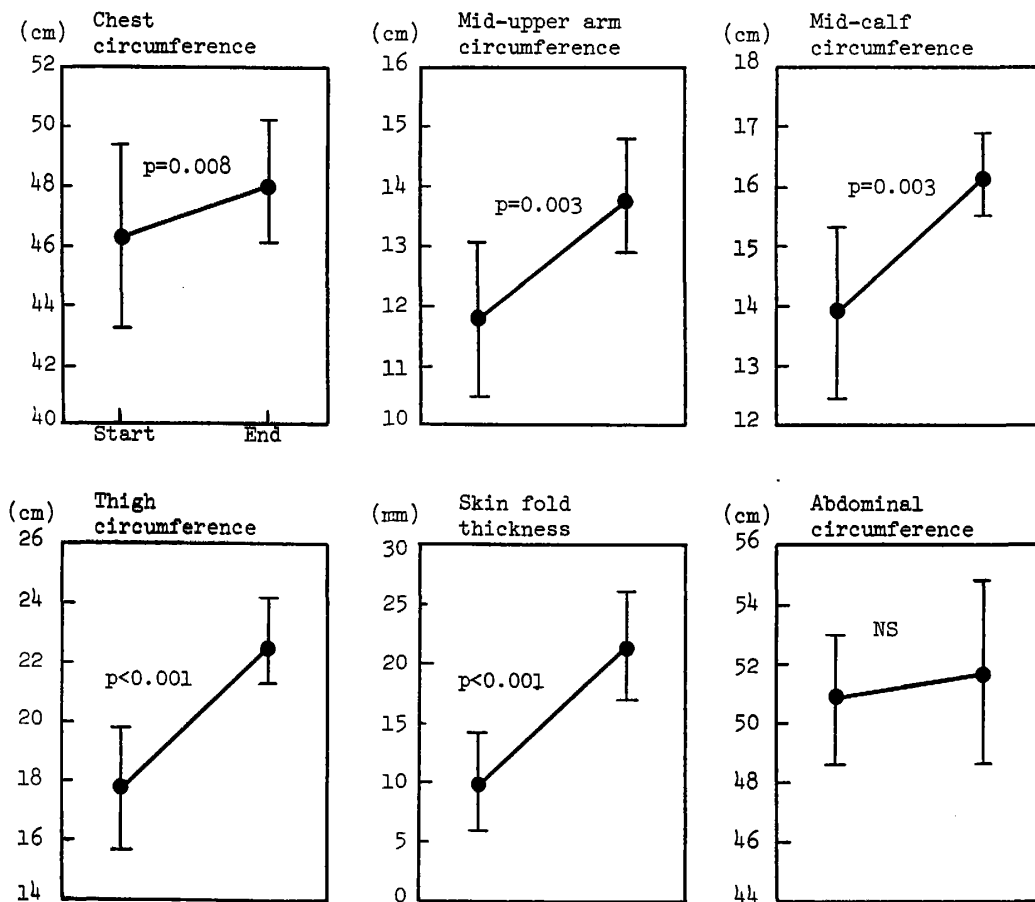 (cm)
Chest
circumference
52
50
48
46
44
42
40
p=0.008
Start
End
(cm)
Mid-upper arm
circumference
16
15
14
13
12
11
10
p=0.003
(cm)
Mid-calf
circumference
18
17
16
15
14
13
12
p=0.003
(cm)
Thigh
circumference
26
24
22
20
18
16
14
p<0.001
(mm)
Skin fold
thickness
30
25
20
15
10
5
0
p<0.001
(cm)
Abdominal
circumference
56
54
52
50
48
46
44
NS